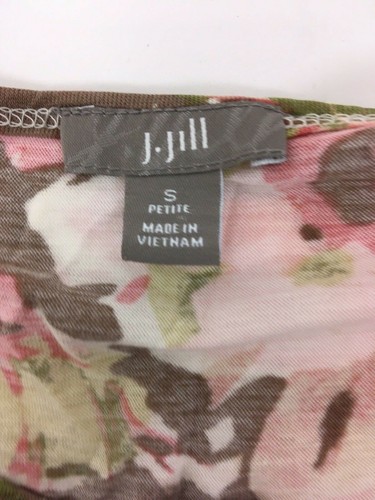 J.Jill
S
PETITE
MADE IN
VIETNAM